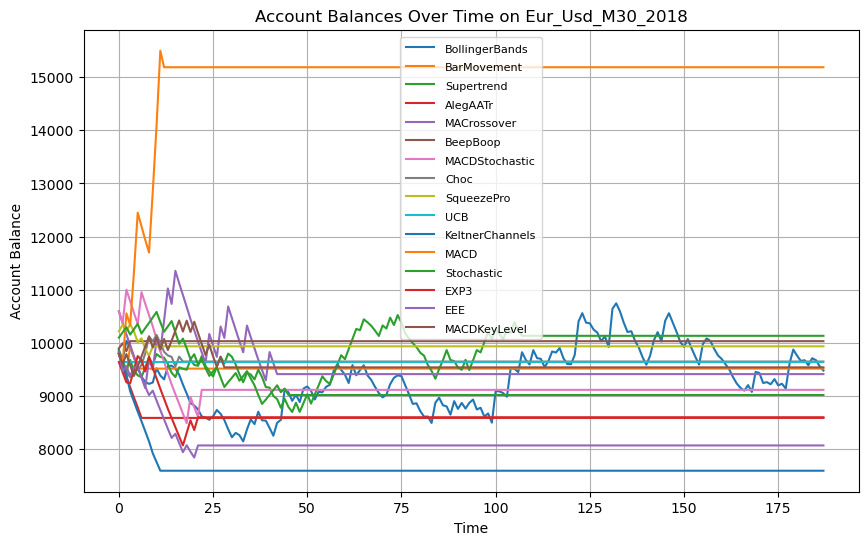 Account Balances Over Time on Eur_Usd_M30_2018
BollingerBands
BarMovement
Supertrend
AlegAATr
MACrossover
BeepBoop
MACDStochastic
Choc
SqueezePro
UCB
KeltnerChannels
MACD
Stochastic
EXP3
EEE
MACDKeyLevel
Account Balance
15000
14000
13000
12000
11000
10000
9000
8000
0 25 50 75 100 125 150 175
Time